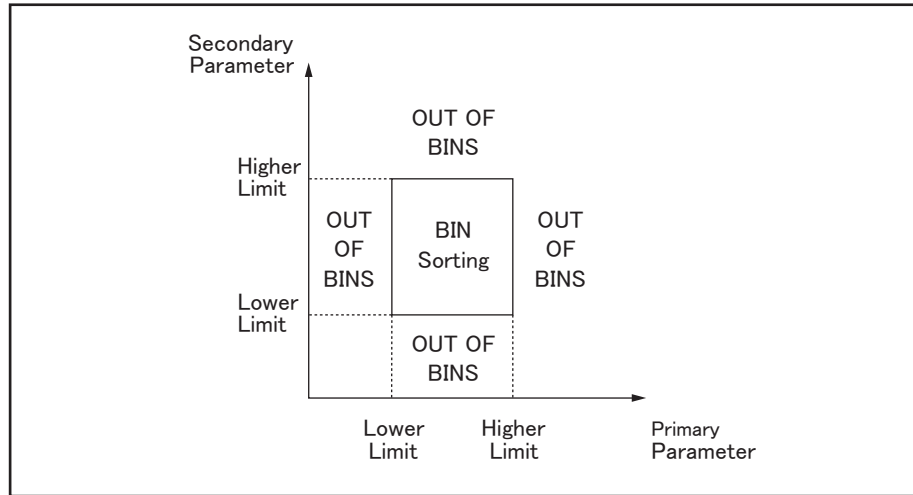 Secondary
Parameter
OUT OF
BINS
Higher
Limit
OUT
OF
BINS
BIN
Sorting
OUT
OF
BINS
Lower
Limit
OUT OF
BINS
Lower
Limit
Higher
Limit
Primary
Parameter